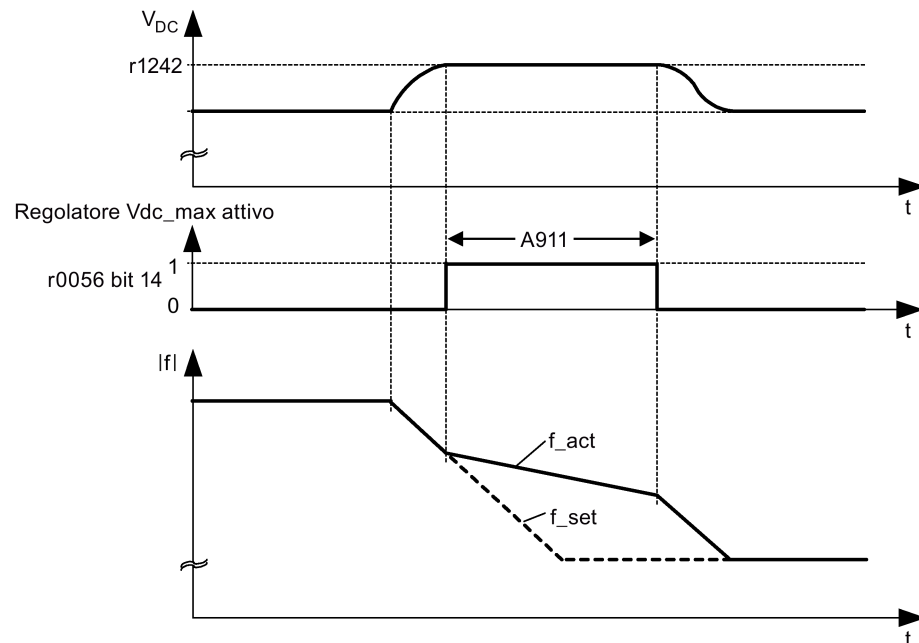 V_DC
r1242
t
Regolatore Vdc_max attivo
A911
1
r0056 bit 14
0
t
|f|
f_act
f_set
t